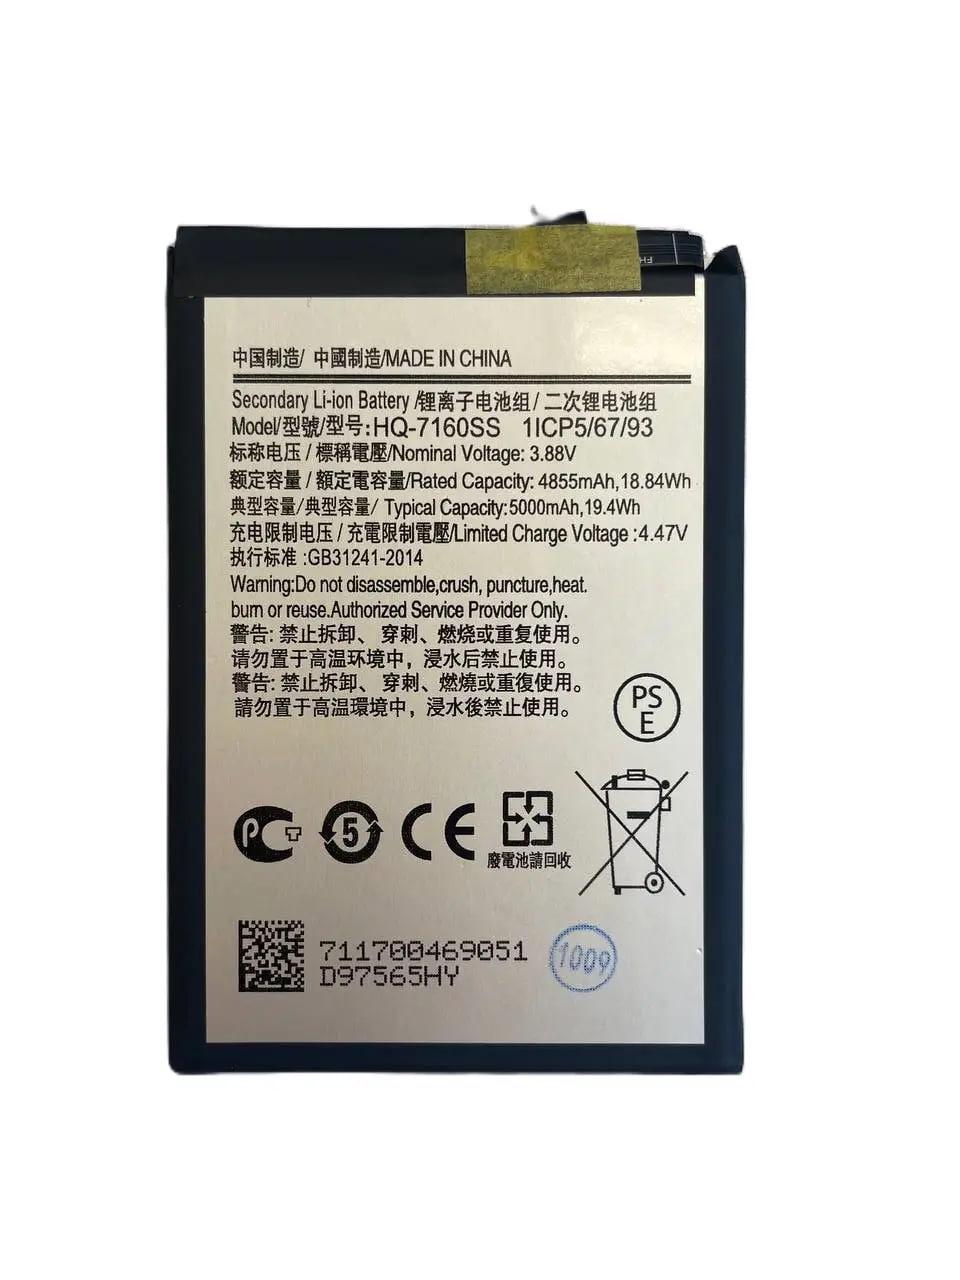 中国制造/ 中國制造/MADE IN CHINA
Secondary Li-ion Battery /锂离子电池组/ 二次锂电池组
Model/型號/型号:HQ-7160SS 1ICP5/67/93
标称电压 / 標稱電壓/Nominal Voltage: 3.88V
额定容量 / 額定電容量/Rated Capacity: 4855mAh,18.84Wh
典型容量/典型容量/ Typical Capacity:5000mAh,19.4Wh
充电限制电压 / 充電限制電壓/Limited Charge Voltage :4.47V
执行标准 :GB31241-2014
Warning:Do not disassemble,crush, puncture,heat.
burn or reuse.Authorized Service Provider Only.
警告: 禁止拆卸、 穿刺、燃烧或重复使用。
请勿置于高温环境中，浸水后禁止使用。
警告: 禁止拆卸、 穿刺、燃燒或重復使用。
請勿置于高溫環境中，浸水後禁止使用。
PS
E
PCT
5
CE
廢電池請回收
711700469051
D97565HY
1009